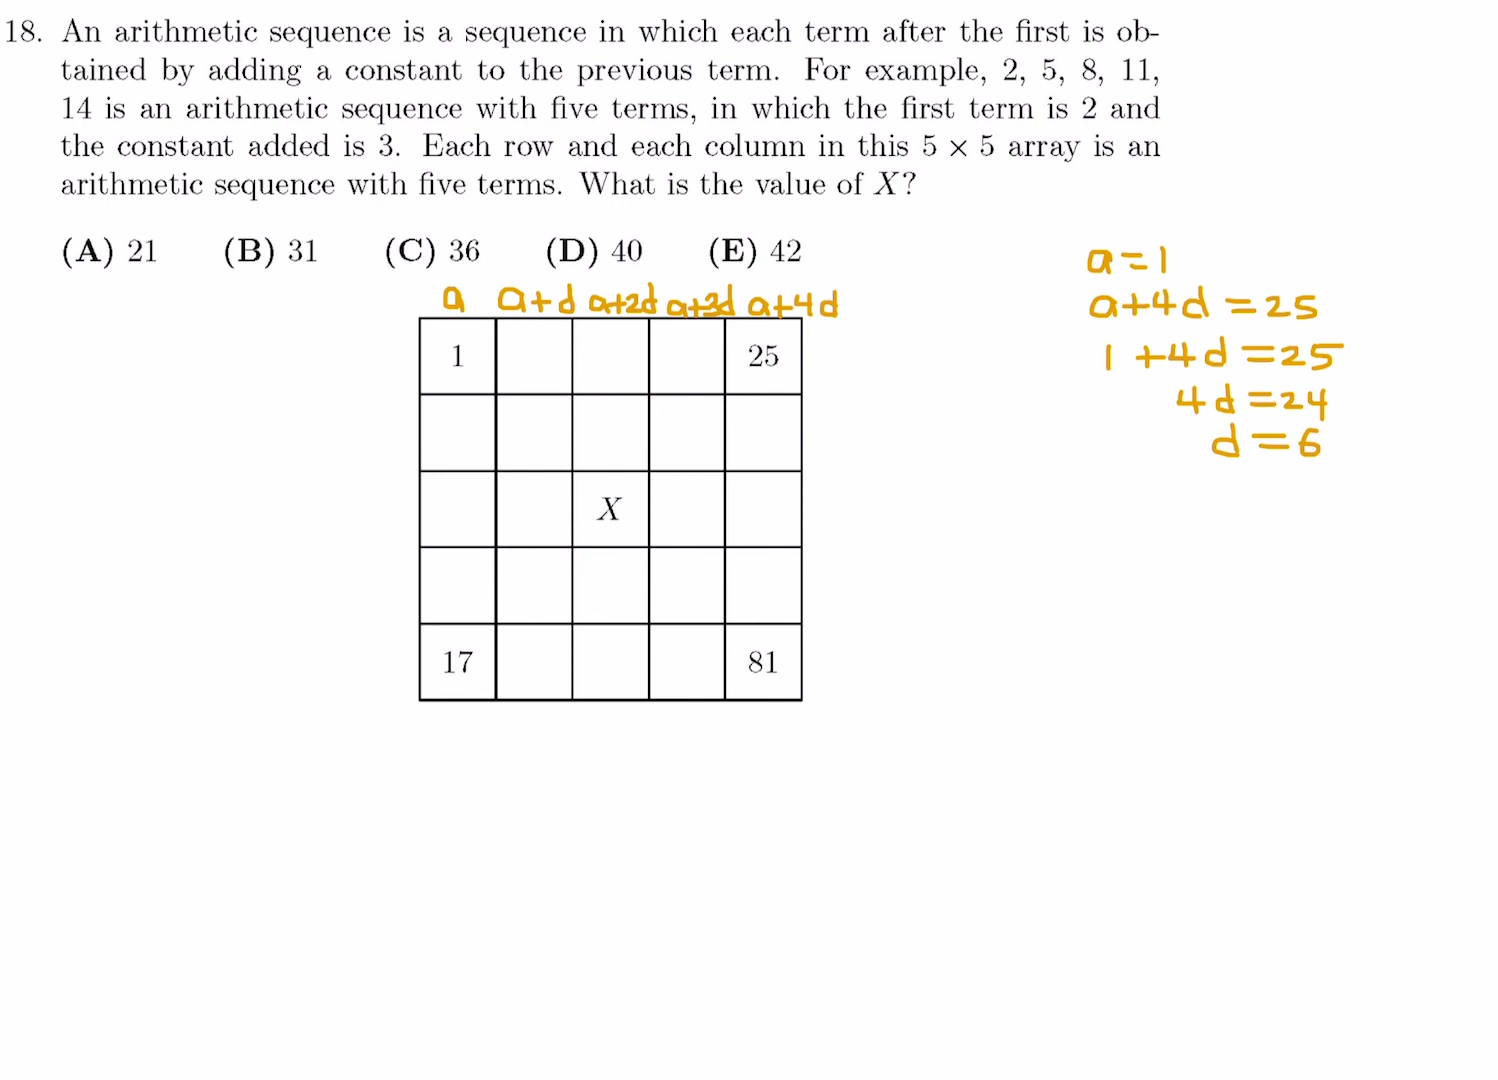 18. An arithmetic sequence is a sequence in which each term after the first is ob-
tained by adding a constant to the previous term. For example, 2, 5, 8, 11,
14 is an arithmetic sequence with five terms, in which the first term is 2 and
the constant added is 3. Each row and each column in this 5 × 5 array is an
arithmetic sequence with five terms. What is the value of X?
(A) 21 (B) 31 (C) 36 (D) 40 (E) 42
a a+d a+2d a+3d a+4d
1 25
X
17 81
a=1
a+4d=25
1+4d=25
4d=24
d=6